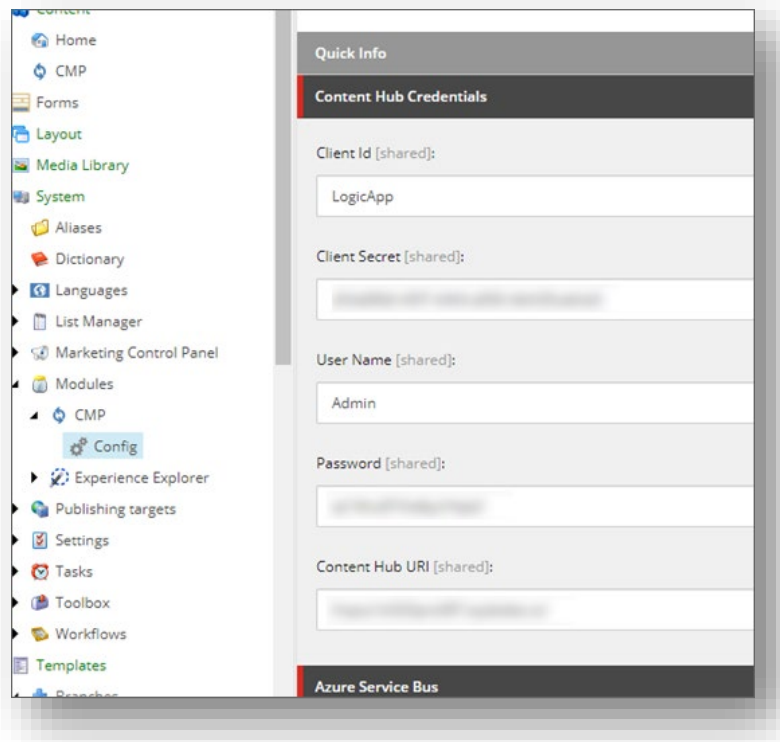 Content
Home
CMP
Forms
Layout
Media Library
System
Aliases
Dictionary
Languages
List Manager
Marketing Control Panel
Modules
CMP
Config
Experience Explorer
Publishing targets
Settings
Tasks
Toolbox
Workflows
Templates
Branches
Quick Info
Content Hub Credentials
Client Id [shared]:
LogicApp
Client Secret [shared]:
User Name [shared]:
Admin
Password [shared]:
Content Hub URI [shared]:
Azure Service Bus